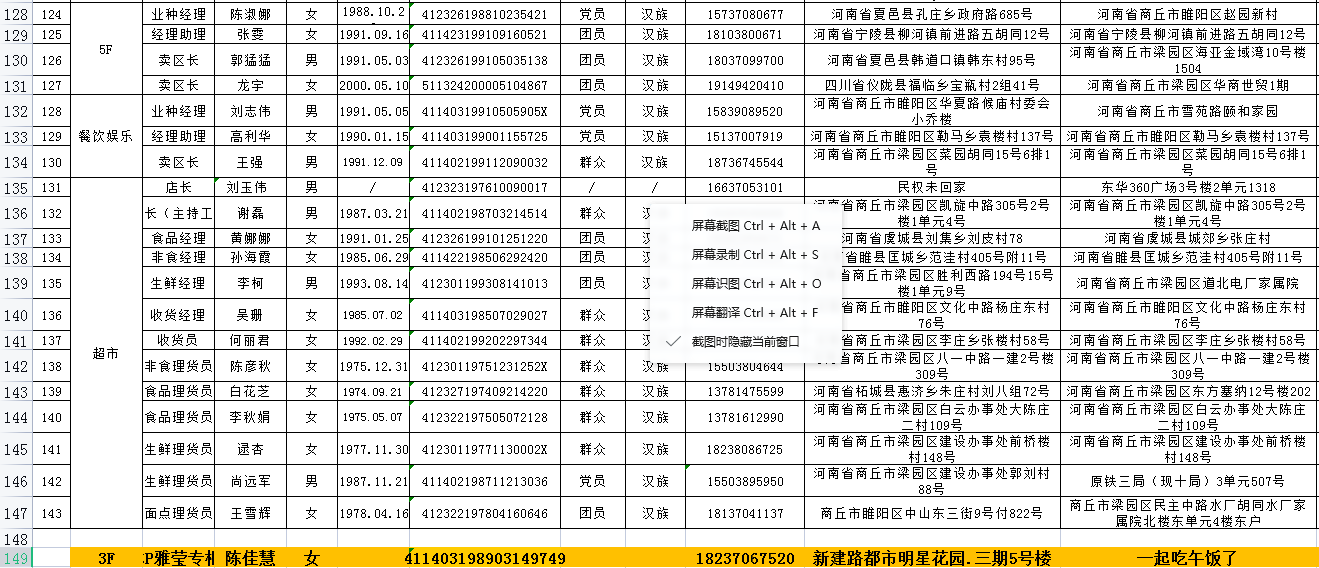 128 124 业种经理 陈淑娜 女 1988.10.2 412326198810235421 党员 汉族 15737080677 河南省夏邑县孔庄乡政府路685号 河南省商丘市睢阳区赵园新村
129 125 5F 经理助理 张雯 女 1991.09.16 411423199109160521 团员 汉族 18103800671 河南省宁陵县柳河镇前进路五胡同12号 河南省宁陵县柳河镇前进路五胡同12号
130 126 卖区长 郭猛猛 男 1991.05.03 412326199105035138 团员 汉族 18037099700 河南省夏邑县韩道口镇韩东村95号 河南省商丘市梁园区海亚金域湾10号楼
1504
131 127 卖区长 龙宇 女 2000.05.10 511324200005104867 团员 汉族 19149420410 四川省仪陇县福临乡宝瓶村2组41号 河南省商丘市梁园区华商世贸1期
132 128 业种经理 刘志伟 男 1991.05.05 41140319910505905X 党员 汉族 15839089520 河南省商丘市睢阳区华夏路候庙村委会
小乔楼 河南省商丘市雪苑路颐和家园
133 129 餐饮娱乐 经理助理 高利华 女 1990.01.15 411403199001155725 党员 汉族 15137007919 河南省商丘市睢阳区勒马乡袁楼村137号 河南省商丘市睢阳区勒马乡袁楼村137号
134 130 卖区长 王强 男 1991.12.09 411402199112090032 群众 汉族 18736745544 河南省商丘市梁园区菜园胡同15号6排1
号 河南省商丘市梁园区菜园胡同15号6排1
号
135 131 店长 刘玉伟 男 / 412323197610090017 / / 16637053101 民权未回家 东华360广场3号楼2单元1318
136 132 长（主持工 谢磊 男 1987.03.21 411402198703214514 群众 河南省商丘市梁园区凯旋中路305号2号
楼1单元4号 河南省商丘市梁园区凯旋中路305号2号
楼1单元4号
137 133 食品经理 黄娜娜 女 1991.01.25 412326199101251220 团员 河南省虞城县刘集乡刘皮村78 河南省虞城县城郊乡张庄村
138 134 非食经理 孙海霞 女 1985.06.29 411422198506292420 团员 河南省睢县匡城乡范洼村405号附11号 河南省睢县匡城乡范洼村405号附11号
139 135 生鲜经理 李柯 男 1993.08.14 412301199308141013 团员 河南省商丘市梁园区胜利西路194号15号
楼1单元9号 河南省商丘市梁园区道北电厂家属院
140 136 收货经理 吴珊 女 1985.07.02 411403198507029027 群众 河南省商丘市睢阳区文化中路杨庄东村
76号 河南省商丘市睢阳区文化中路杨庄东村
76号
141 137 收货员 何丽君 女 1992.02.29 411402199202297344 群众 河南省商丘市梁园区李庄乡李庄村58号 河南省商丘市梁园区李庄乡李庄村58号
142 138 超市 非食理货员 陈彦秋 女 1975.12.31 41230119751231252X 群众 汉族 15503804644 河南省商丘市梁园区八一中路一建2号楼
309号 河南省商丘市梁园区八一中路一建2号楼
309号
143 139 食品理货员 白花芝 女 1974.09.21 412327197409214220 群众 汉族 13781475599 河南省柘城县惠济乡朱庄村刘八组72号 河南省商丘市梁园区东方塞纳12号楼202
144 140 食品理货员 李秋娟 女 1975.05.07 412322197505072128 群众 汉族 13781612990 河南省商丘市梁园区白云办事处大陈庄
二村109号 河南省商丘市梁园区白云办事处大陈庄
二村109号
145 141 生鲜理货员 逯杏 女 1977.11.30 41230119771130002X 群众 汉族 18238086725 河南省商丘市梁园区建设办事处前桥楼
村148号 河南省商丘市梁园区建设办事处前桥楼
村148号
146 142 生鲜理货员 尚远军 男 1987.11.21 411402198711213036 党员 汉族 15503895950 河南省商丘市梁园区建设办事处郭刘村
88号 原铁三局（现十局）3单元507号
147 143 面点理货员 王雪辉 女 1978.04.16 412322197804160646 团员 汉族 18137041137 商丘市睢阳区中山东三街9号付822号 商丘市梁园区民主中路水厂胡同水厂家
属院北楼东单元4楼东户
148
149 3F 雅莹专柜 陈佳慧 女 411403198903149749 18237067520 新建路都市明星花园.三期5号楼 一起吃午饭了
屏幕截图 Ctrl + Alt + A
屏幕录制 Ctrl + Alt + S
屏幕识图 Ctrl + Alt + O
屏幕翻译 Ctrl + Alt + F
截图时隐藏当前窗口